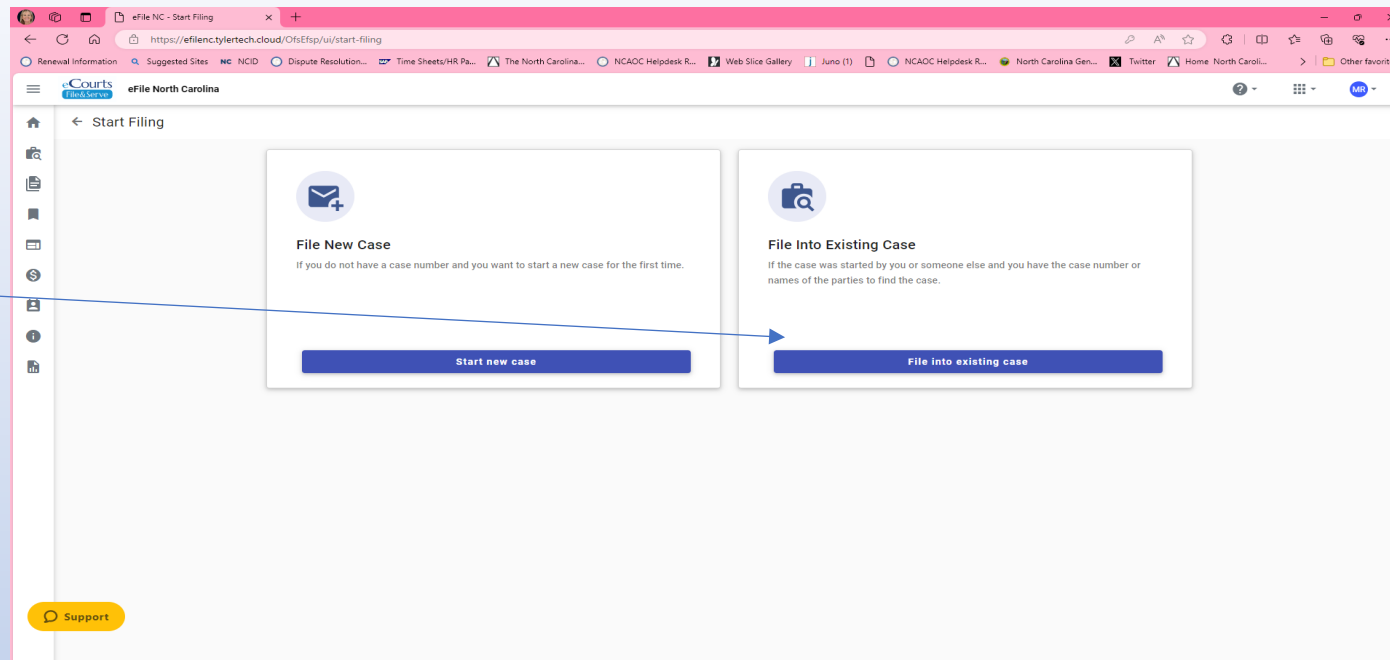 eFile NC - Start Filing
https://efilenc.tylertech.cloud/OfsEfsp/ui/start-filing
Renewal Information Suggested Sites NC NCID Dispute Resolution... Time Sheets/HR Pa... The North Carolina... NCAOC Helpdesk R... Web Slice Gallery Juno (1) NCAOC Helpdesk R... North Carolina Gen... Twitter Home North Caroli... Other favorit
eCourts
File&Serve
eFile North Carolina
MR
Start Filing
File New Case
If you do not have a case number and you want to start a new case for the first time.
Start new case
File Into Existing Case
If the case was started by you or someone else and you have the case number or
names of the parties to find the case.
File into existing case
Support